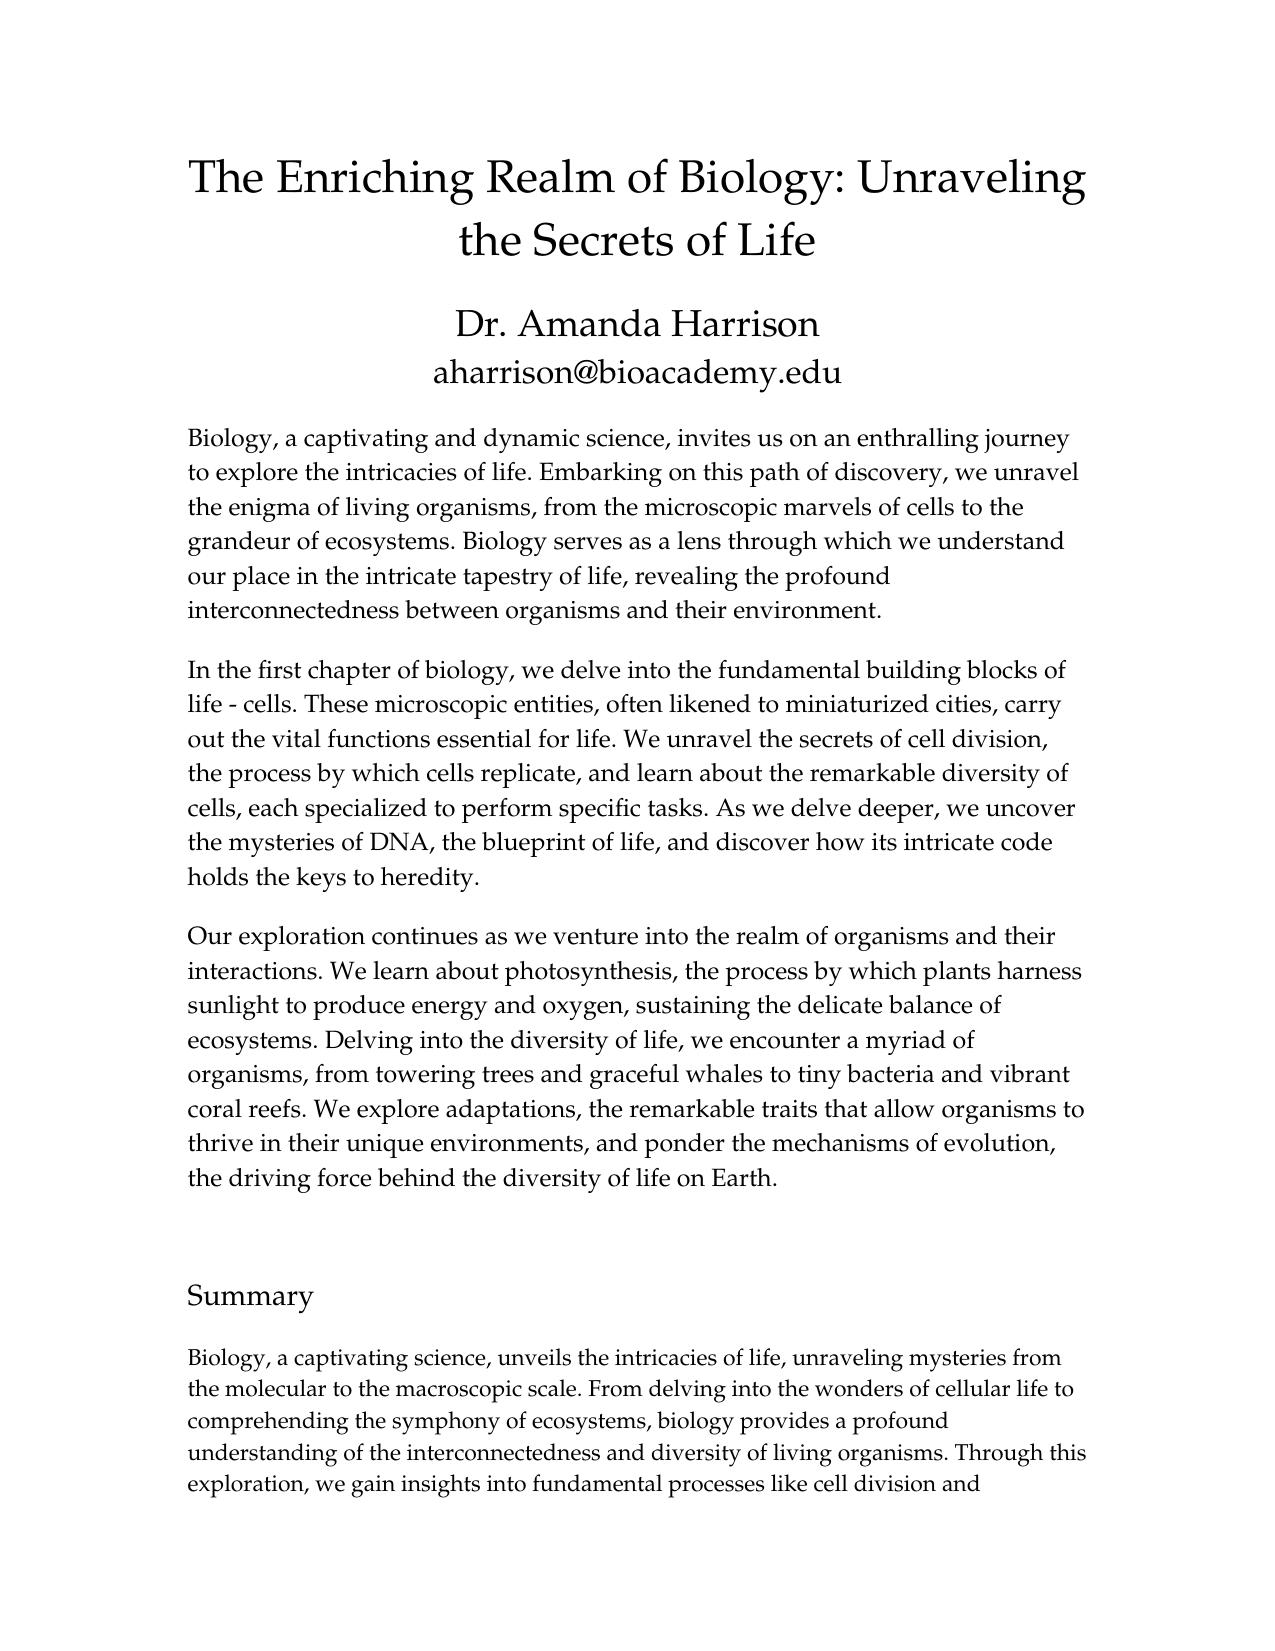 The Enriching Realm of Biology: Unraveling
the Secrets of Life
Dr. Amanda Harrison
aharrison@bioacademy.edu
Biology, a captivating and dynamic science, invites us on an enthralling journey
to explore the intricacies of life. Embarking on this path of discovery, we unravel
the enigma of living organisms, from the microscopic marvels of cells to the
grandeur of ecosystems. Biology serves as a lens through which we understand
our place in the intricate tapestry of life, revealing the profound
interconnectedness between organisms and their environment.
In the first chapter of biology, we delve into the fundamental building blocks of
life - cells. These microscopic entities, often likened to miniaturized cities, carry
out the vital functions essential for life. We unravel the secrets of cell division,
the process by which cells replicate, and learn about the remarkable diversity of
cells, each specialized to perform specific tasks. As we delve deeper, we uncover
the mysteries of DNA, the blueprint of life, and discover how its intricate code
holds the keys to heredity.
Our exploration continues as we venture into the realm of organisms and their
interactions. We learn about photosynthesis, the process by which plants harness
sunlight to produce energy and oxygen, sustaining the delicate balance of
ecosystems. Delving into the diversity of life, we encounter a myriad of
organisms, from towering trees and graceful whales to tiny bacteria and vibrant
coral reefs. We explore adaptations, the remarkable traits that allow organisms to
thrive in their unique environments, and ponder the mechanisms of evolution,
the driving force behind the diversity of life on Earth.
Summary
Biology, a captivating science, unveils the intricacies of life, unraveling mysteries from
the molecular to the macroscopic scale. From delving into the wonders of cellular life to
comprehending the symphony of ecosystems, biology provides a profound
understanding of the interconnectedness and diversity of living organisms. Through this
exploration, we gain insights into fundamental processes like cell division and